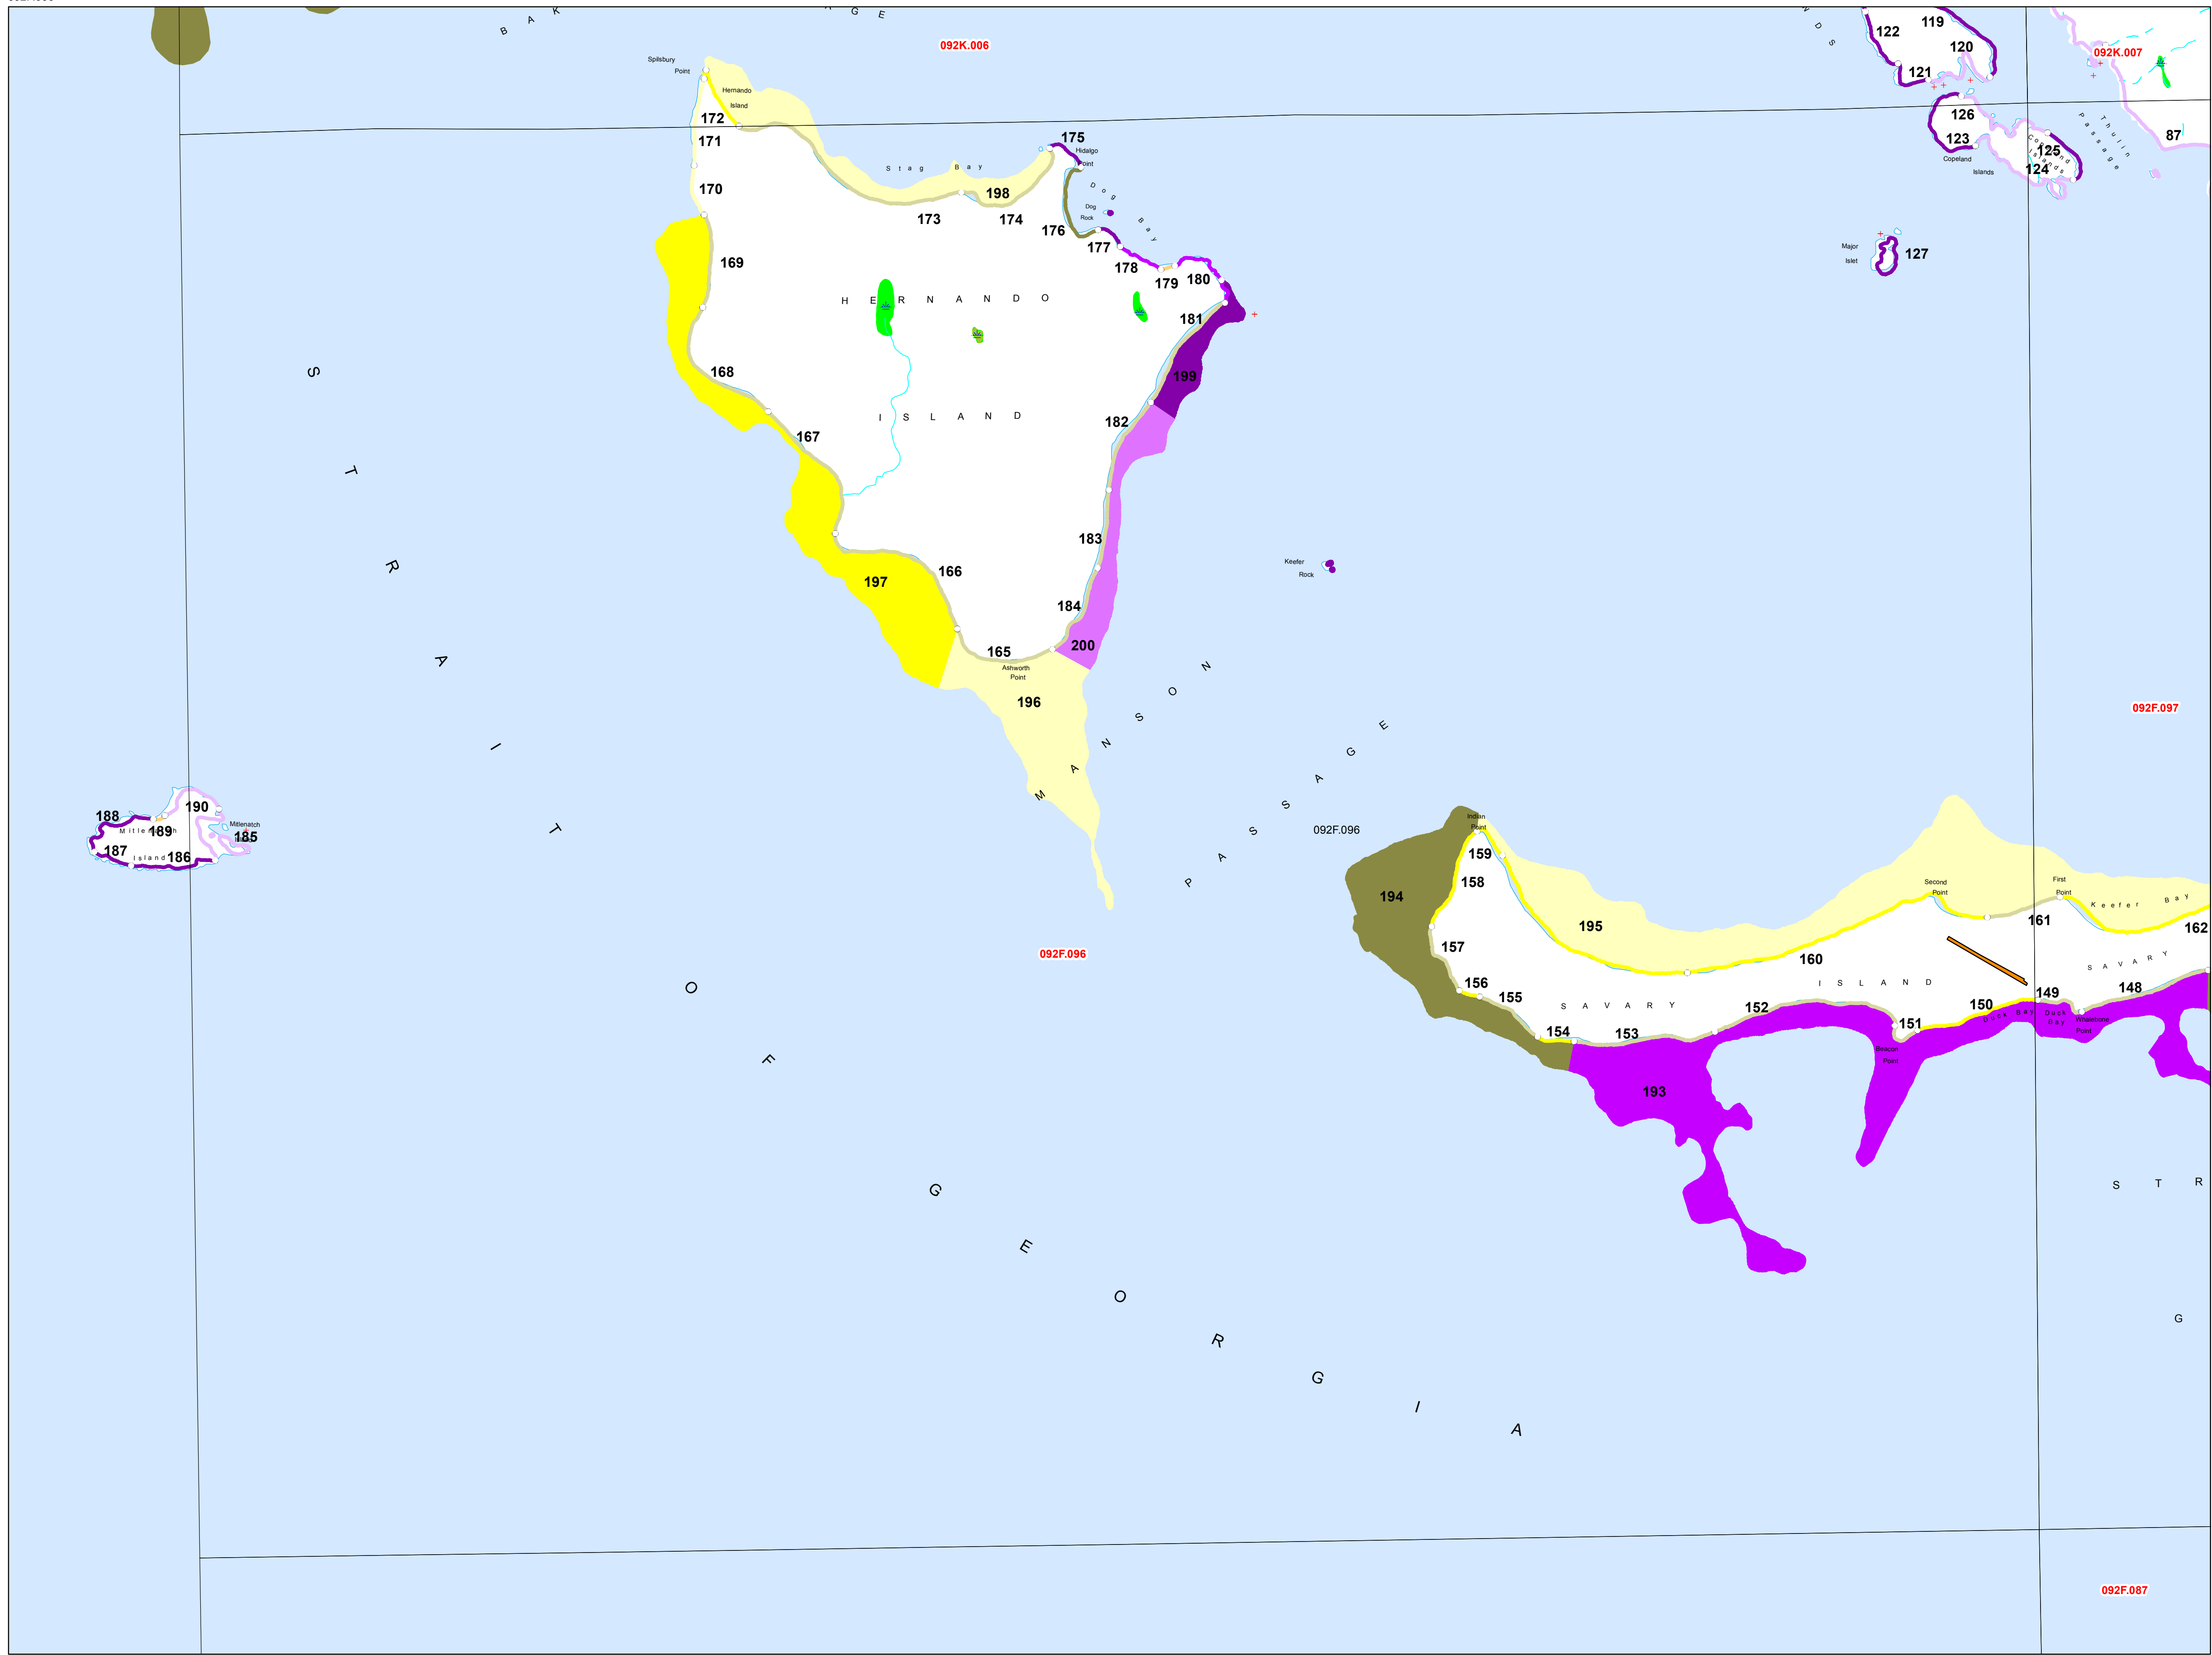 B A K
G E
092K.006
092K.007
N D S
122
119
120
121
Spilsbury
Point
Hernando
Island
172
171
170
175
Hidalgo
Point
Stag Bay
198
173
174
176
Dog
Rock
Dog Bay
177
178
179
180
181
169
168
167
HERNANDO
ISLAND
199
182
183
184
200
166
197
165
Ashworth
Point
196
126
123
125
124
Copeland
Islands
Copeland
Islands
Thulin
Passage
87
Major
Islet
127
Keefer
Rock
092F.097
STRAIT OF GEORGIA
MANSON
PASSAGE
092F.096
092F.096
188
190
189
187
186
185
Mitlenatch
Island
Mitlenatch
Indian
Point
159
158
194
157
156
155
154
153
152
151
150
149
148
195
160
161
162
193
Second
Point
First
Point
Keefer Bay
SAVARY
SAVARY
ISLAND
Duck Bay
Duck
Bay
Whalebone
Point
Beacon
Point
S T R
G
092F.087